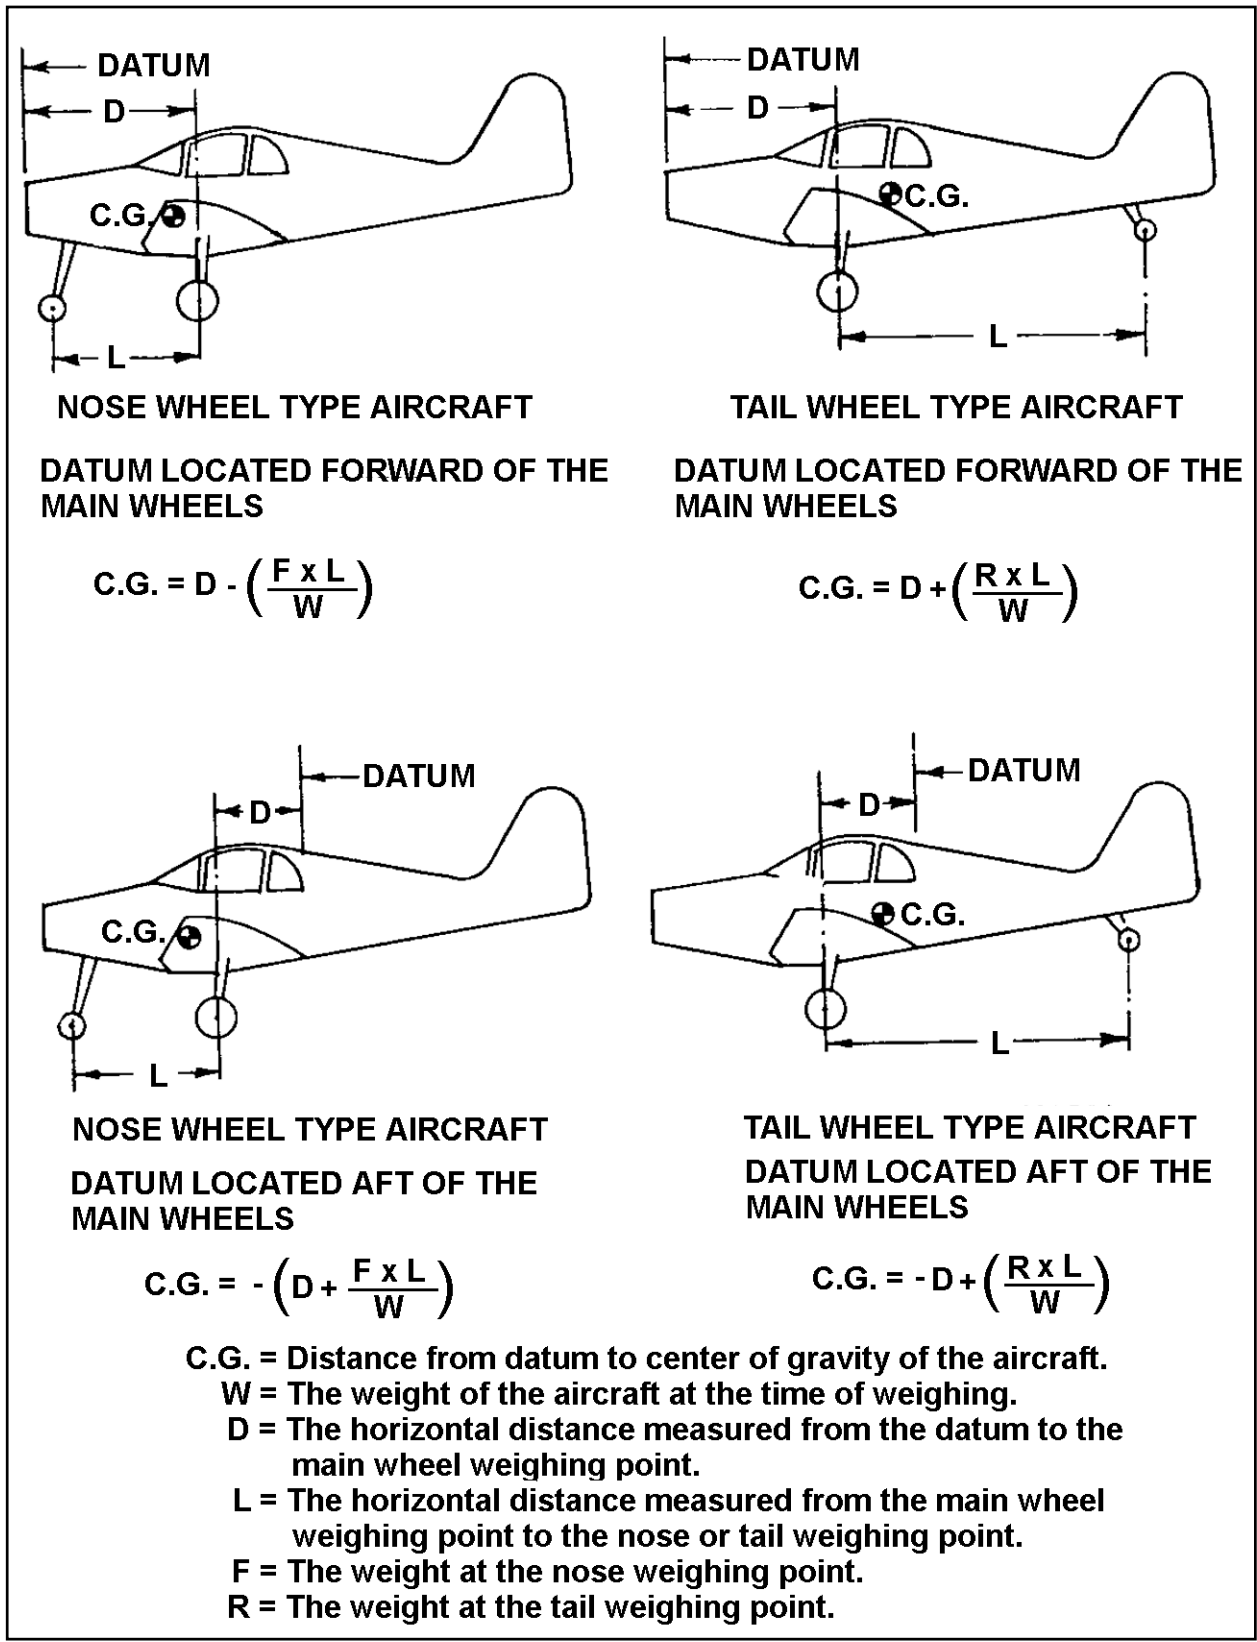 DATUM
D
C.G.
L
NOSE WHEEL TYPE AIRCRAFT
DATUM LOCATED FORWARD OF THE
MAIN WHEELS
C.G. = D - (F x L / W)
DATUM
D
C.G.
L
TAIL WHEEL TYPE AIRCRAFT
DATUM LOCATED FORWARD OF THE
MAIN WHEELS
C.G. = D + (R x L / W)
DATUM
D
C.G.
L
NOSE WHEEL TYPE AIRCRAFT
DATUM LOCATED AFT OF THE
MAIN WHEELS
C.G. = - (D + F x L / W)
DATUM
D
C.G.
L
TAIL WHEEL TYPE AIRCRAFT
DATUM LOCATED AFT OF THE
MAIN WHEELS
C.G. = - D + (R x L / W)
C.G. = Distance from datum to center of gravity of the aircraft.
W = The weight of the aircraft at the time of weighing.
D = The horizontal distance measured from the datum to the
main wheel weighing point.
L = The horizontal distance measured from the main wheel
weighing point to the nose or tail weighing point.
F = The weight at the nose weighing point.
R = The weight at the tail weighing point.